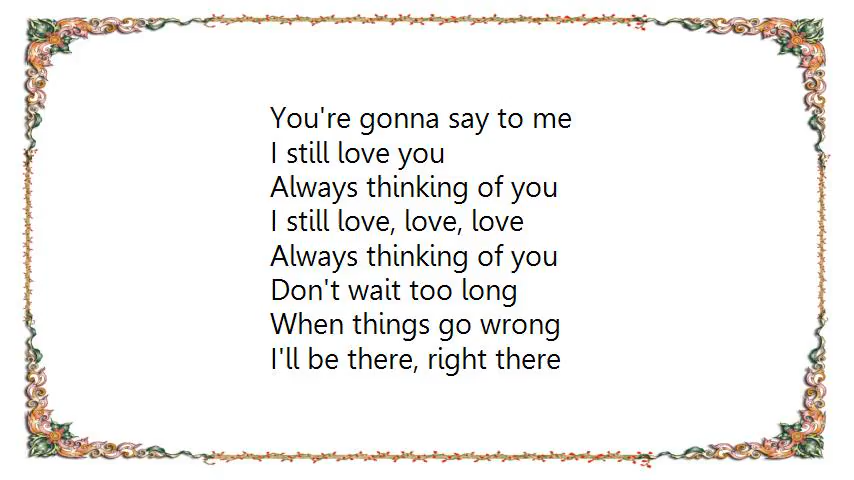 You're gonna say to me
I still love you
Always thinking of you
I still love, love, love
Always thinking of you
Don't wait too long
When things go wrong
I'll be there, right there